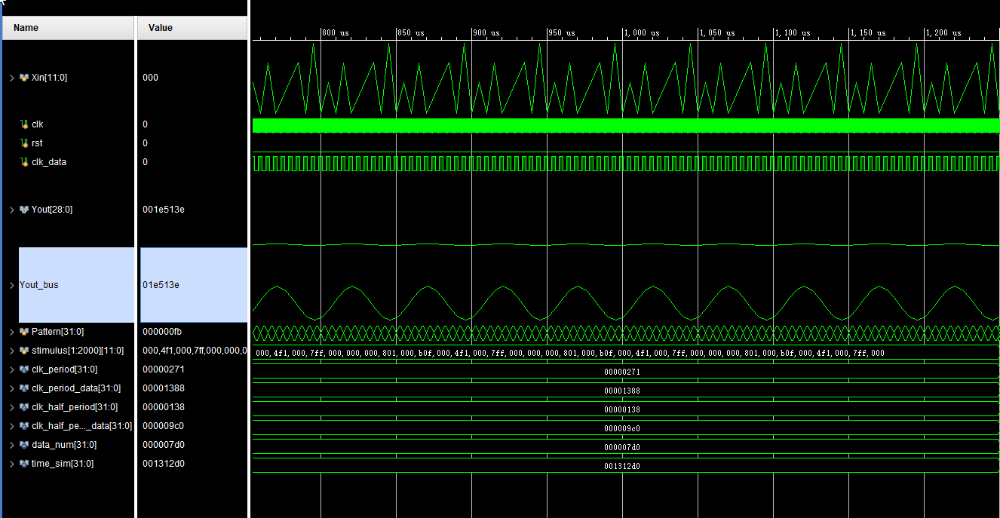 Name Value
800 us 850 us 900 us 950 us 1,000 us 1,050 us 1,100 us 1,150 us 1,200 us
Xin[11:0] 000
clk 0
rst 0
clk_data 0
Yout[28:0] 001e513e
Yout_bus 01e513e
Pattern[31:0] 000000fb
stimulus[1:2000][11:0] 000,4f1,000,7ff,000,000,0 000,4f1,000,7ff,000,000,000,801,000,b0f,000,4f1,000,7ff,000,000,000,801,000,b0f,000,4f1,000,7ff,000,000,000,801,000,b0f,000,4f1,000,7ff,000
clk_period[31:0] 00000271 00000271
clk_period_data[31:0] 00001388 00001388
clk_half_period[31:0] 00000138 00000138
clk_half_pe..._data[31:0] 000009c0 000009c0
data_num[31:0] 000007d0 000007d0
time_sim[31:0] 001312d0 001312d0